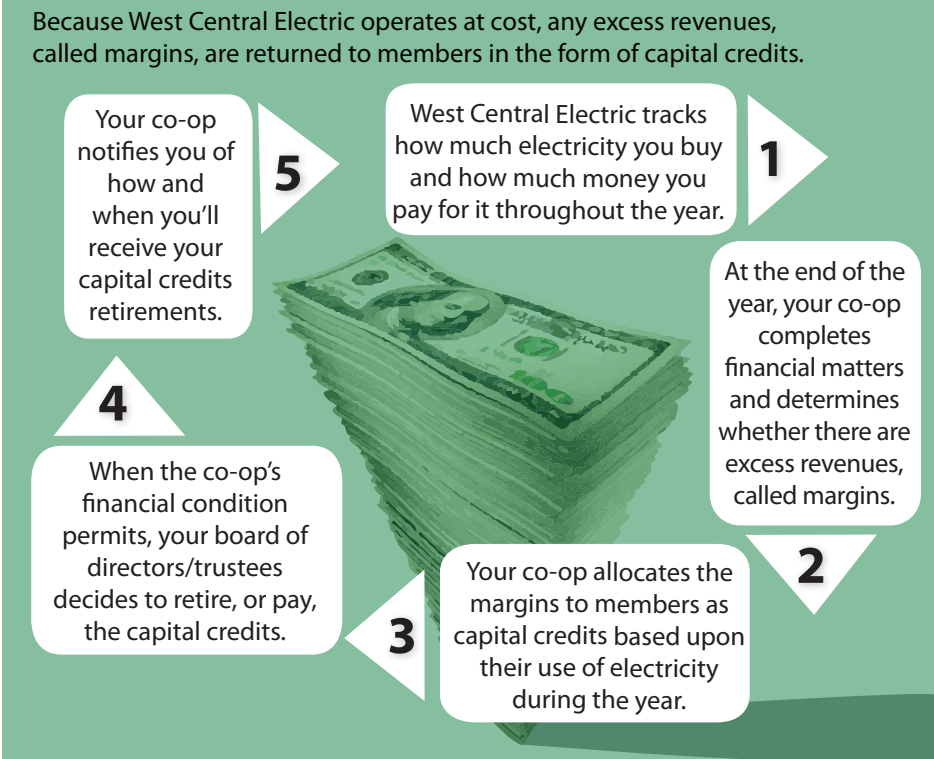 Because West Central Electric operates at cost, any excess revenues,
called margins, are returned to members in the form of capital credits.
West Central Electric tracks
how much electricity you buy
and how much money you
pay for it throughout the year.
1
At the end of the
year, your co-op
completes
financial matters
and determines
whether there are
excess revenues,
called margins.
2
Your co-op allocates the
margins to members as
capital credits based upon
their use of electricity
during the year.
3
When the co-op's
financial condition
permits, your board of
directors/trustees
decides to retire, or pay,
the capital credits.
4
Your co-op
notifies you of
how and
when you'll
receive your
capital credits
retirements.
5